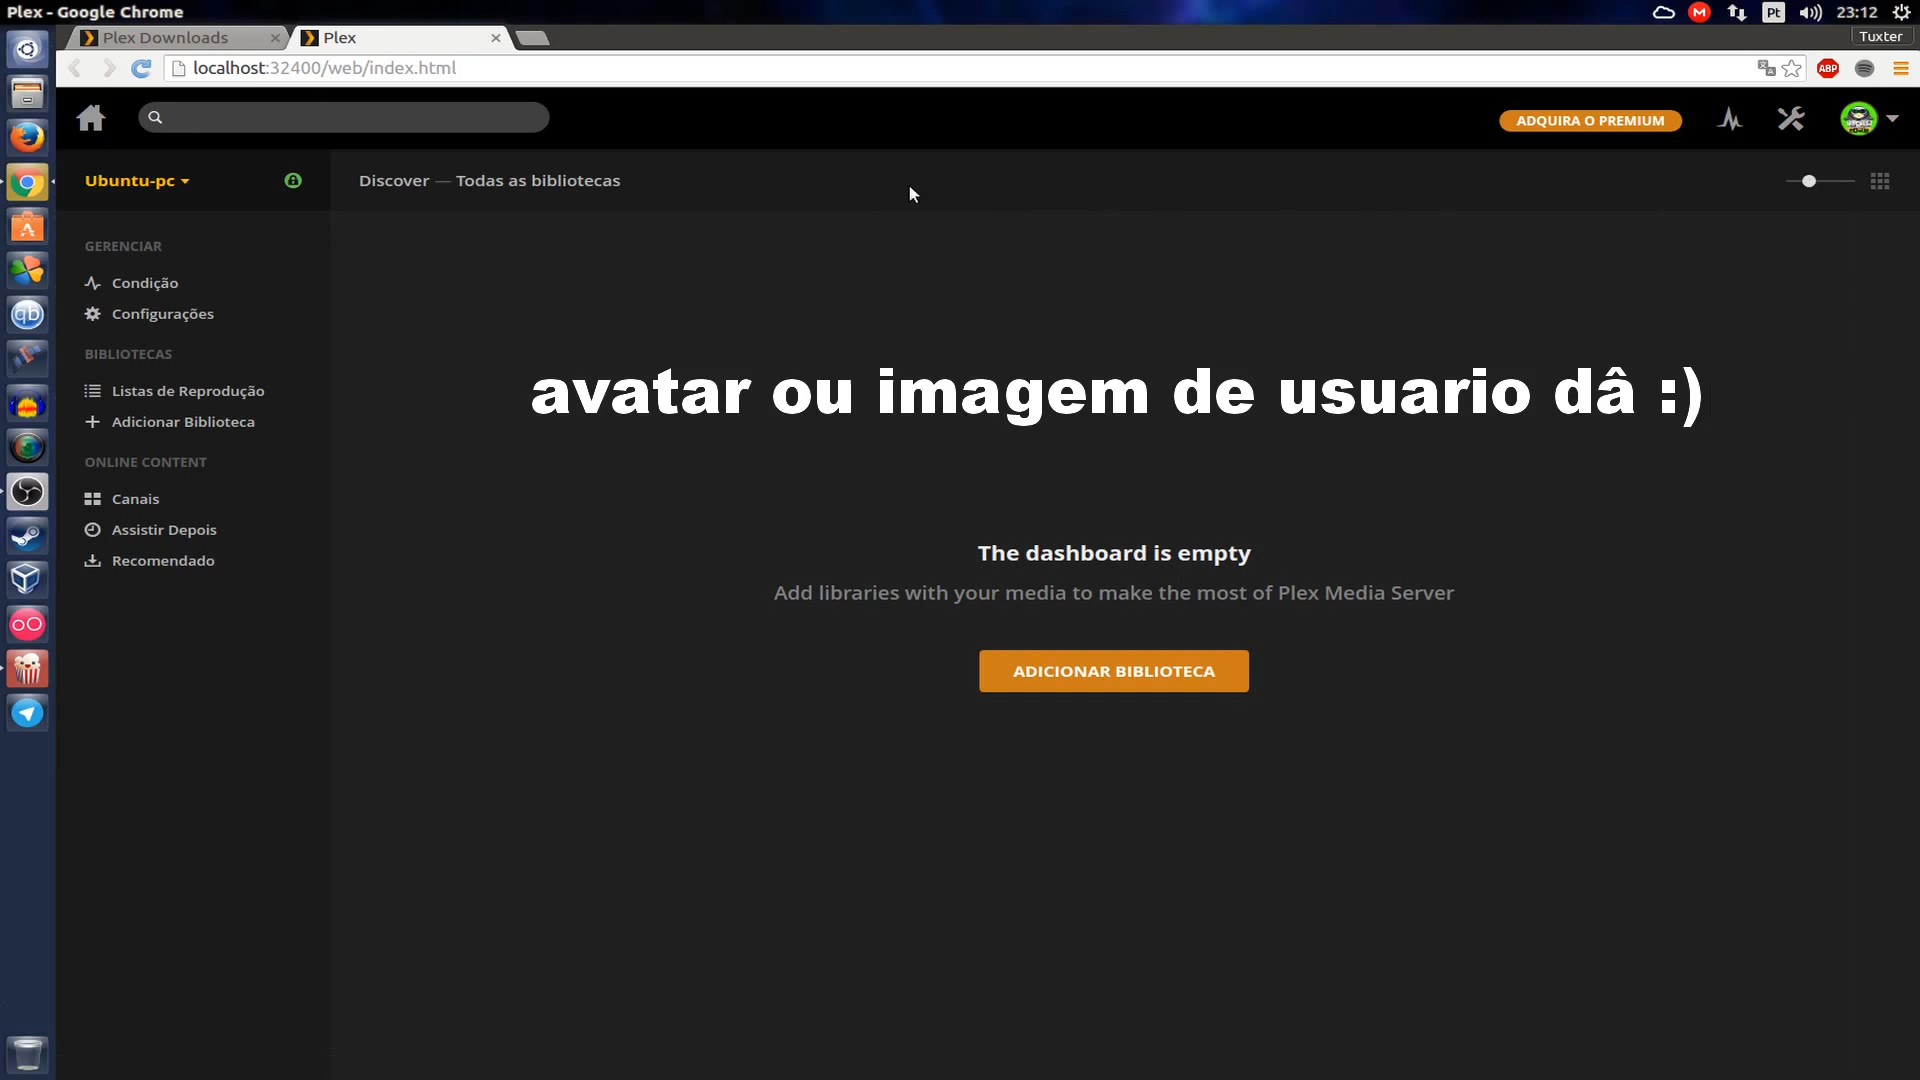 Plex - Google Chrome
Pt
23:12
Plex Downloads
Plex
Tuxter
localhost:32400/web/index.html
ABP
ADQUIRA O PREMIUM
Ubuntu-pc
Discover — Todas as bibliotecas
GERENCIAR
Condição
Configurações
BIBLIOTECAS
Listas de Reprodução
Adicionar Biblioteca
ONLINE CONTENT
Canais
Assistir Depois
Recomendado
avatar ou imagem de usuario dâ :)
The dashboard is empty
Add libraries with your media to make the most of Plex Media Server
ADICIONAR BIBLIOTECA
qb
M